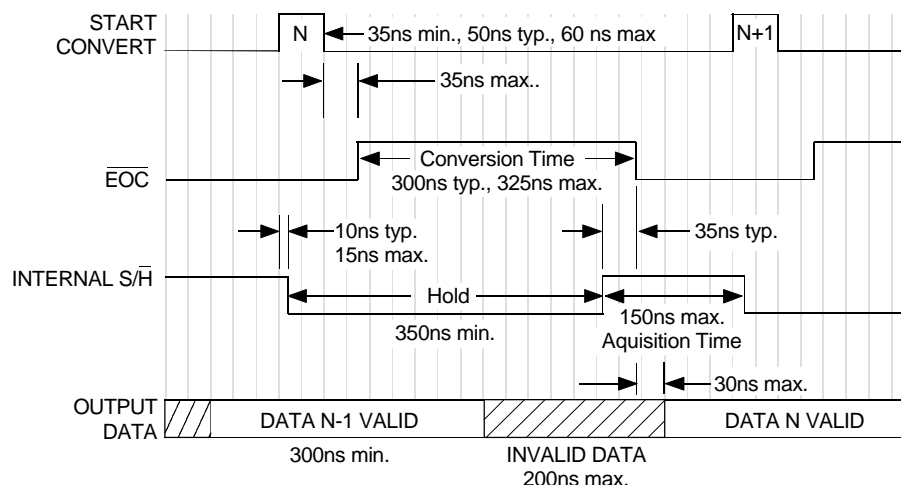 START
CONVERT
N
35ns min., 50ns typ., 60 ns max
N+1
35ns max..
EOC
Conversion Time
300ns typ., 325ns max.
10ns typ.
15ns max.
35ns typ.
INTERNAL S/H
Hold
350ns min.
150ns max.
Aquisition Time
30ns max.
OUTPUT
DATA
DATA N-1 VALID
DATA N VALID
300ns min.
INVALID DATA
200ns max.